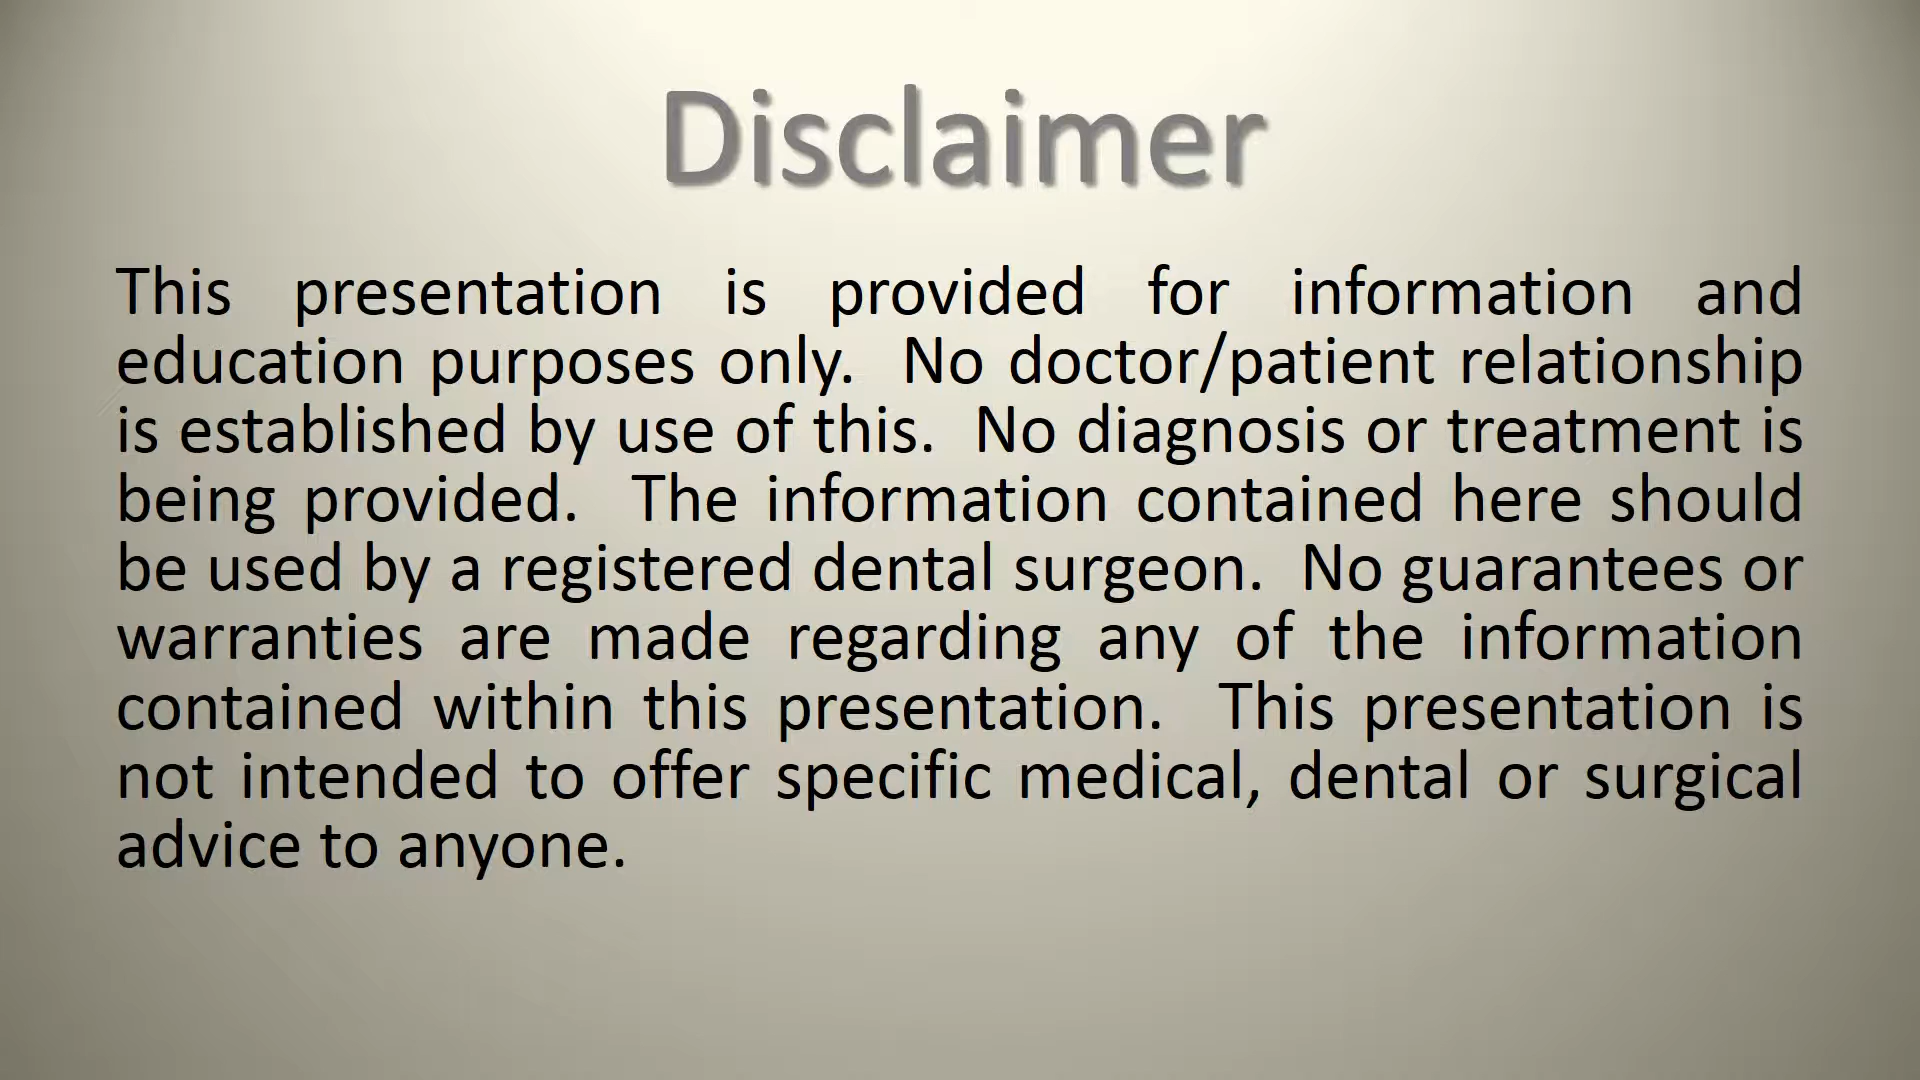 Disclaimer
This presentation is provided for information and
education purposes only. No doctor/patient relationship
is established by use of this. No diagnosis or treatment is
being provided. The information contained here should
be used by a registered dental surgeon. No guarantees or
warranties are made regarding any of the information
contained within this presentation. This presentation is
not intended to offer specific medical, dental or surgical
advice to anyone.